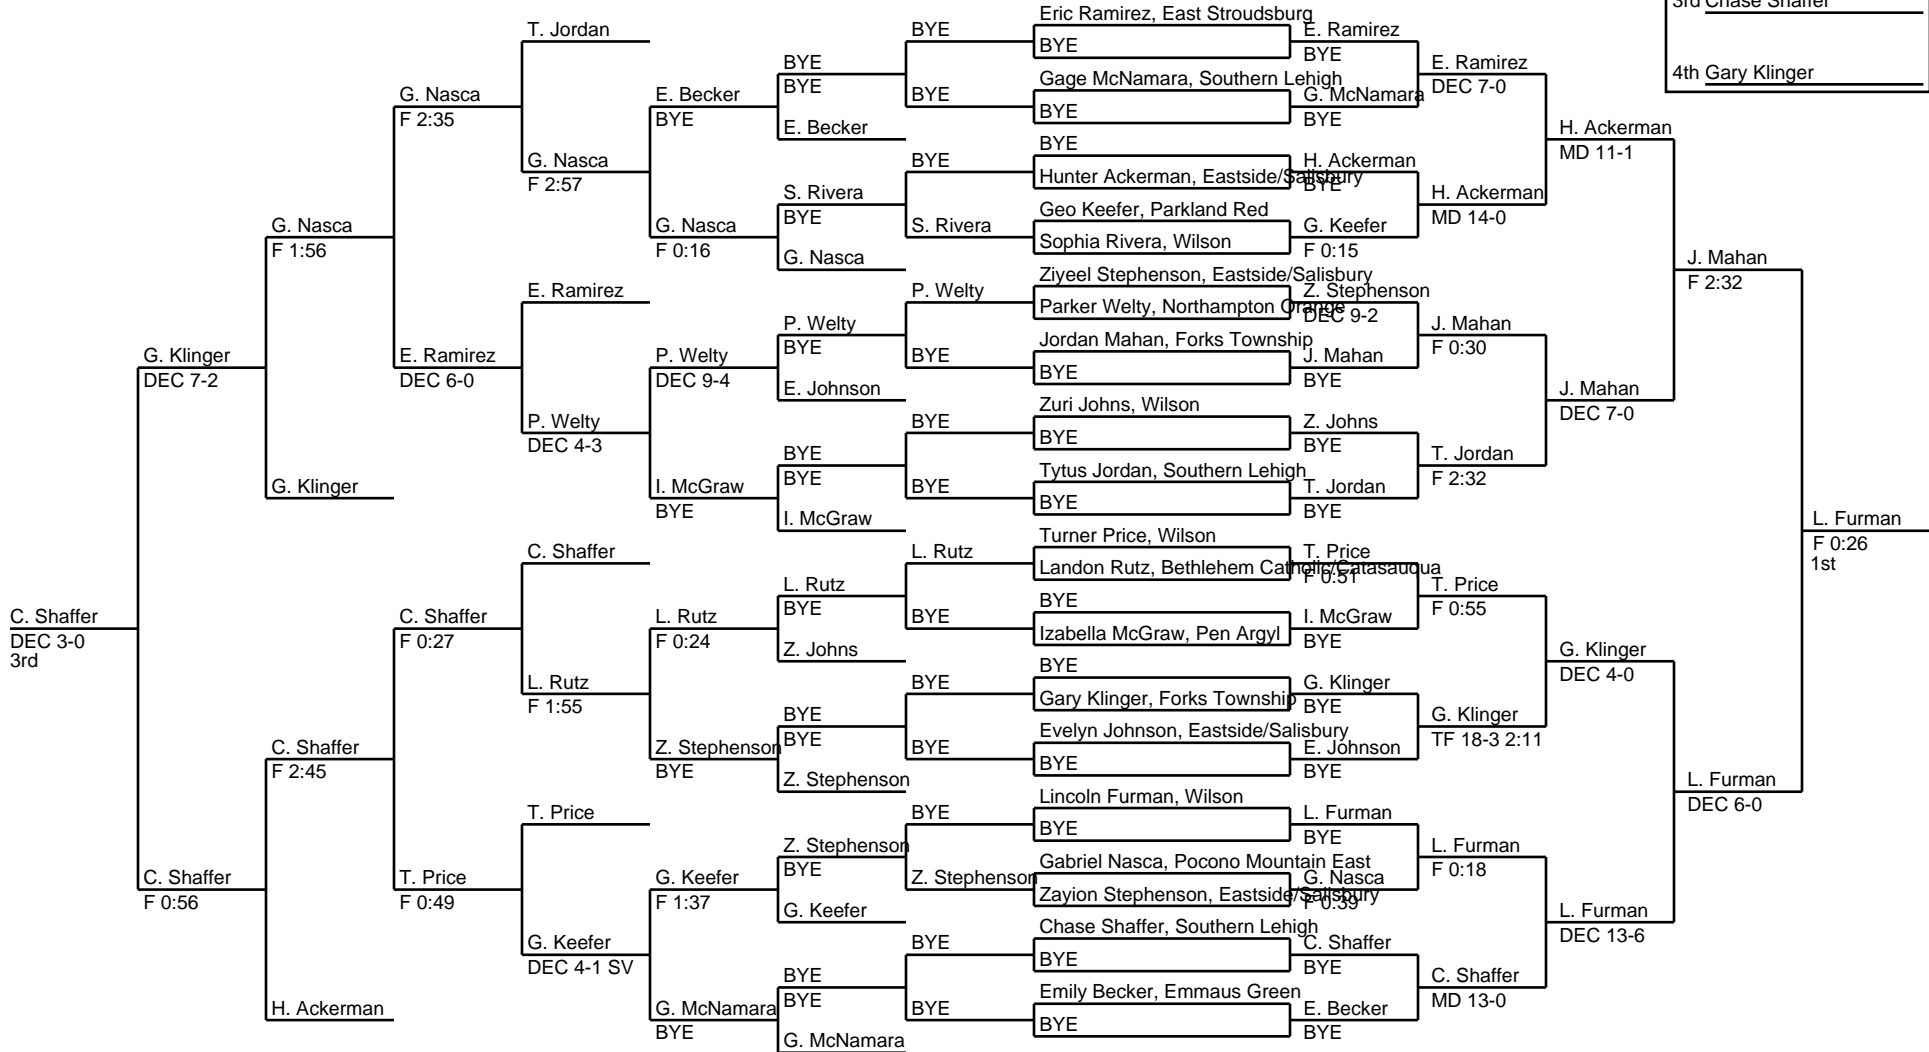 3rd Chase Shaffer
4th Gary Klinger
C. Shaffer
DEC 3-0
3rd
G. Klinger
DEC 7-2
C. Shaffer
F 0:56
G. Nasca
F 1:56
G. Klinger
C. Shaffer
F 2:45
H. Ackerman
G. Nasca
F 2:35
E. Ramirez
DEC 6-0
C. Shaffer
F 0:27
T. Price
F 0:49
T. Jordan
G. Nasca
F 2:57
E. Ramirez
P. Welty
DEC 4-3
C. Shaffer
L. Rutz
F 1:55
T. Price
G. Keefer
DEC 4-1 SV
E. Becker
BYE
G. Nasca
F 0:16
P. Welty
DEC 9-4
I. McGraw
BYE
L. Rutz
F 0:24
Z. Stephenson
BYE
G. Keefer
F 1:37
G. McNamara
BYE
BYE
BYE
E. Becker
S. Rivera
BYE
G. Nasca
P. Welty
BYE
E. Johnson
BYE
BYE
I. McGraw
L. Rutz
BYE
Z. Johns
BYE
BYE
Z. Stephenson
Z. Stephenson
BYE
G. Keefer
BYE
BYE
G. McNamara
BYE
BYE
BYE
S. Rivera
P. Welty
BYE
BYE
BYE
L. Rutz
BYE
BYE
BYE
BYE
Z. Stephenson
BYE
BYE
Eric Ramirez, East Stroudsburg
BYE
Gage McNamara, Southern Lehigh
BYE
BYE
Hunter Ackerman, Eastside/Salisbury
Geo Keefer, Parkland Red
Sophia Rivera, Wilson
Ziyeel Stephenson, Eastside/Salisbury
Parker Welty, Northampton Orange
Jordan Mahan, Forks Township
BYE
Zuri Johns, Wilson
BYE
Tytus Jordan, Southern Lehigh
BYE
Turner Price, Wilson
Landon Rutz, Bethlehem Catholic/Catasauqua
BYE
Izabella McGraw, Pen Argyl
BYE
Gary Klinger, Forks Township
Evelyn Johnson, Eastside/Salisbury
BYE
Lincoln Furman, Wilson
BYE
Gabriel Nasca, Pocono Mountain East
Zayion Stephenson, Eastside/Salisbury
Chase Shaffer, Southern Lehigh
BYE
Emily Becker, Emmaus Green
BYE
E. Ramirez
BYE
G. McNamara
BYE
H. Ackerman
BYE
G. Keefer
F 0:15
Z. Stephenson
DEC 9-2
J. Mahan
BYE
Z. Johns
BYE
T. Jordan
BYE
T. Price
F 0:51
I. McGraw
BYE
G. Klinger
BYE
E. Johnson
BYE
L. Furman
BYE
G. Nasca
F 0:39
C. Shaffer
BYE
E. Becker
BYE
E. Ramirez
DEC 7-0
H. Ackerman
MD 14-0
J. Mahan
F 0:30
T. Jordan
F 2:32
T. Price
F 0:55
G. Klinger
TF 18-3 2:11
L. Furman
F 0:18
C. Shaffer
MD 13-0
H. Ackerman
MD 11-1
J. Mahan
DEC 7-0
G. Klinger
DEC 4-0
L. Furman
DEC 13-6
J. Mahan
F 2:32
L. Furman
DEC 6-0
L. Furman
F 0:26
1st